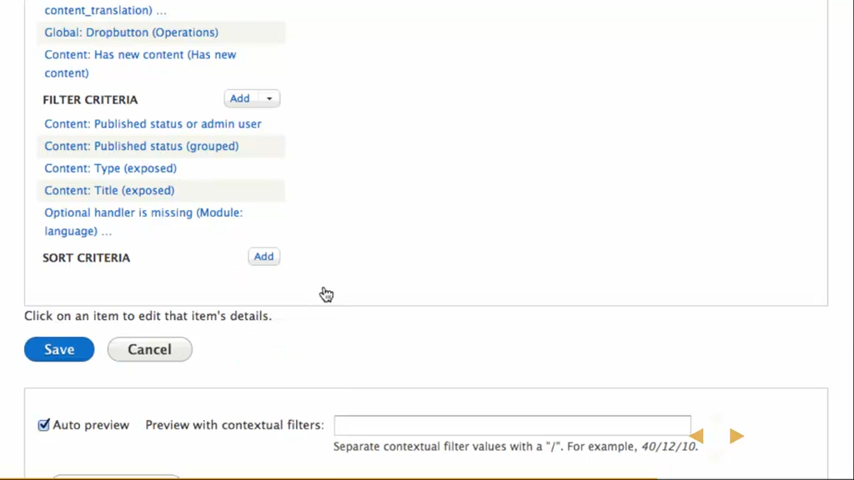 content_translation) ...
Global: Dropbutton (Operations)
Content: Has new content (Has new
content)
FILTER CRITERIA
Add
Content: Published status or admin user
Content: Published status (grouped)
Content: Type (exposed)
Content: Title (exposed)
Optional handler is missing (Module:
language) ...
SORT CRITERIA
Add
Click on an item to edit that item's details.
Save
Cancel
Auto preview
Preview with contextual filters:
Separate contextual filter values with a "/". For example, 40/12/10.